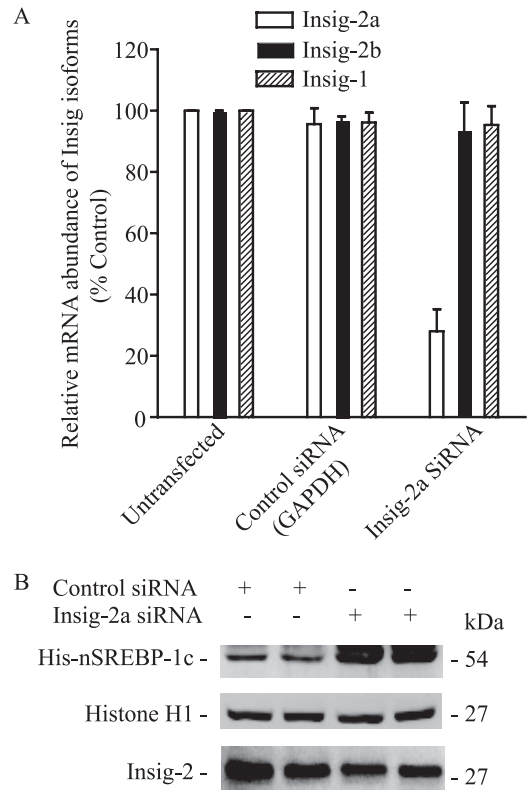 A
Insig-2a
Insig-2b
Insig-1
Relative mRNA abundance of Insig isoforms
(% Control)
120
100
80
60
40
20
0
Untransfected
Control siRNA
(GAPDH)
Insig-2a SiRNA
B
Control siRNA + + - -
Insig-2a siRNA - - + +
kDa
His-nSREBP-1c - - 54
Histone H1 - - 27
Insig-2 - - 27